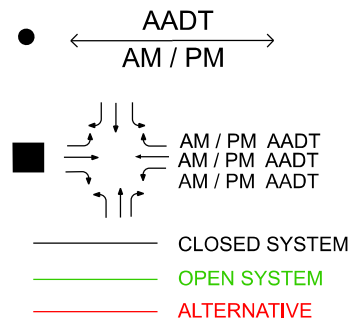 AADT
AM / PM
AM / PM AADT
AM / PM AADT
AM / PM AADT
CLOSED SYSTEM
OPEN SYSTEM
ALTERNATIVE